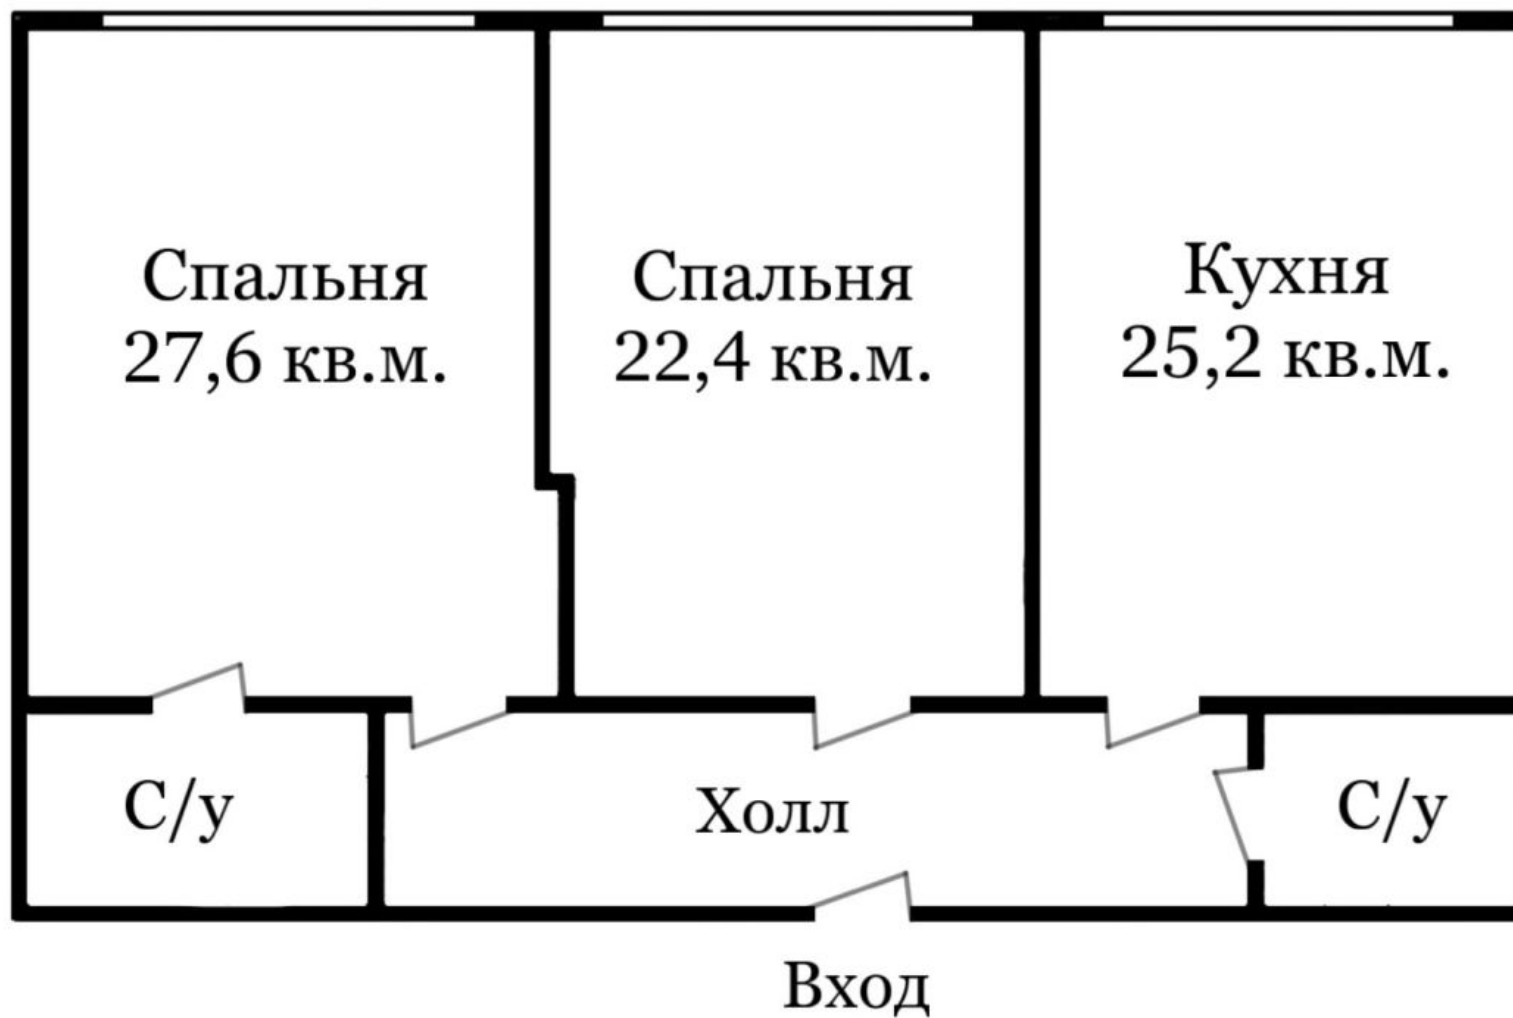 Спальня
27,6 кв.м.
Спальня
22,4 кв.м.
Кухня
25,2 кв.м.
С/у
Холл
С/у
Вход